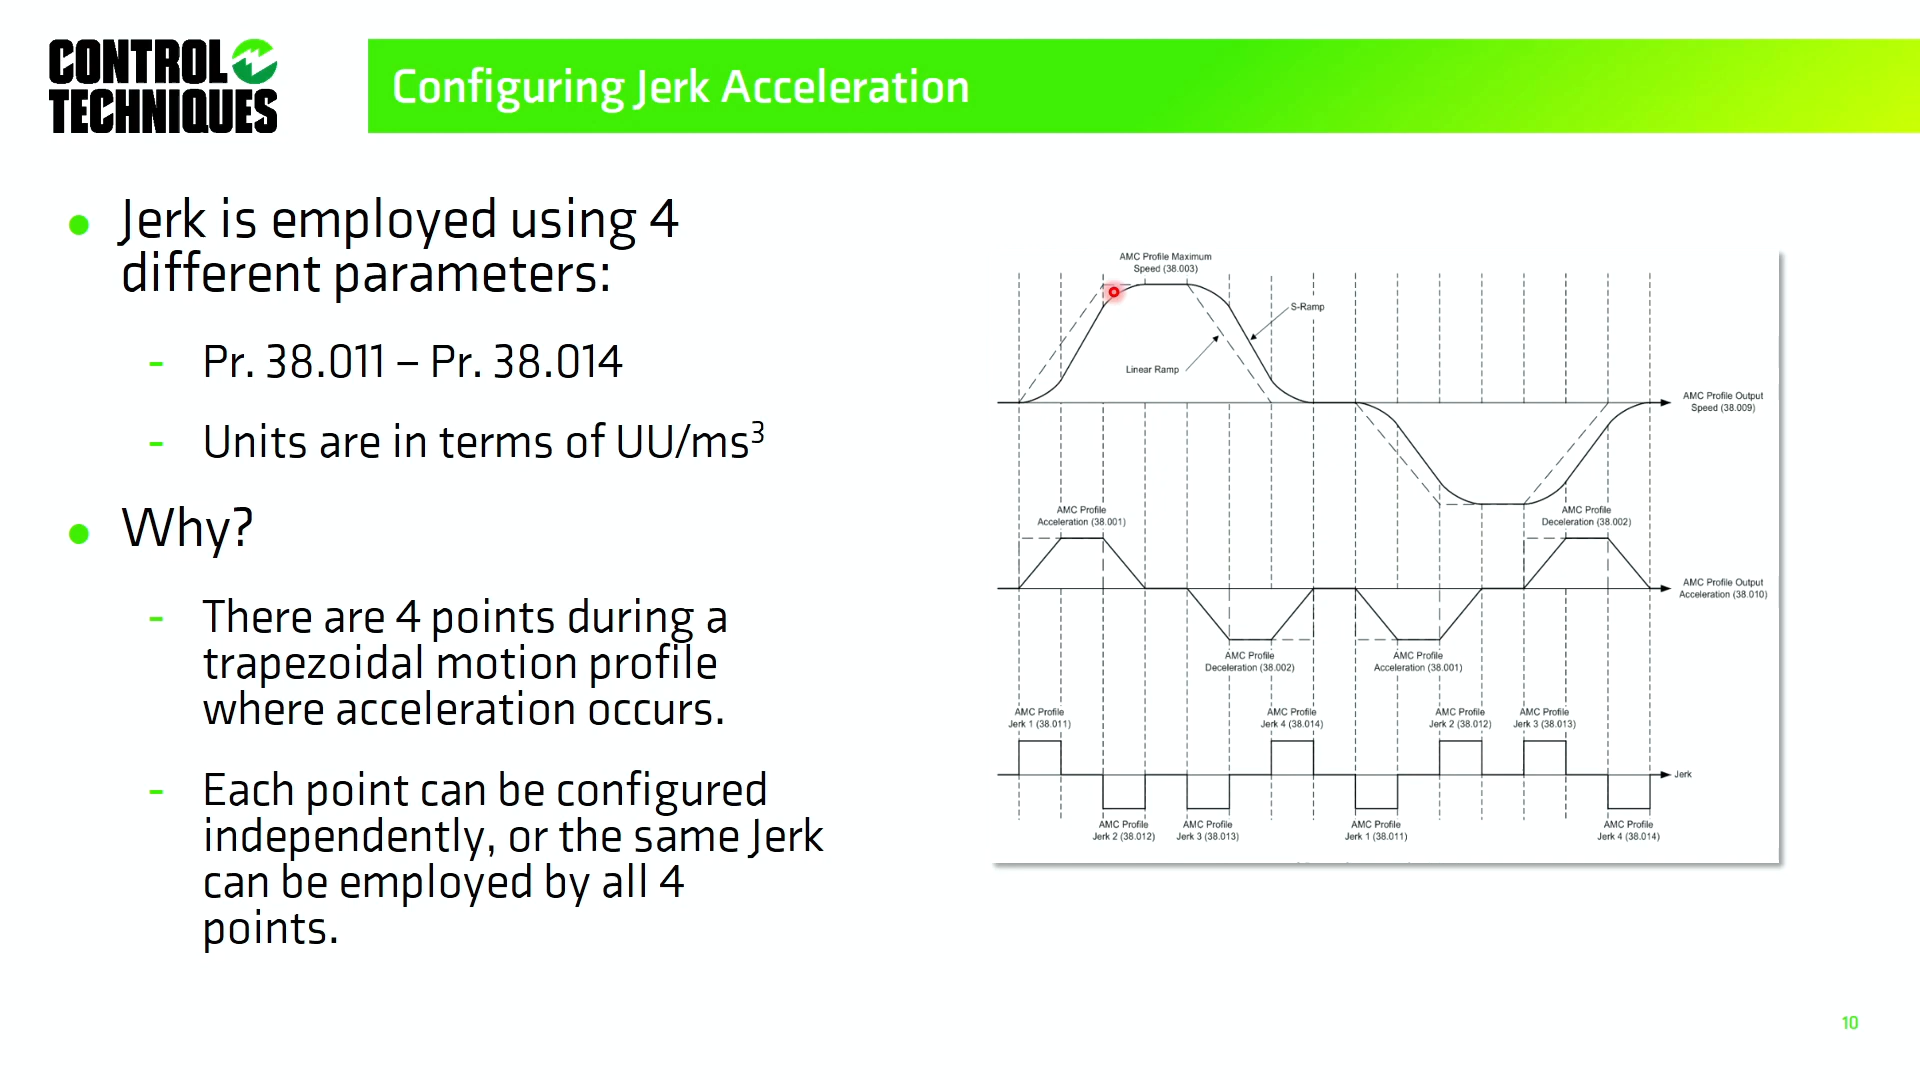 CONTROL
TECHNIQUES
Configuring Jerk Acceleration
Jerk is employed using 4
different parameters:
- Pr. 38.011 – Pr. 38.014
- Units are in terms of UU/ms³
Why?
- There are 4 points during a
trapezoidal motion profile
where acceleration occurs.
- Each point can be configured
independently, or the same Jerk
can be employed by all 4
points.
AMC Profile Maximum
Speed (38.003)
S-Ramp
Linear Ramp
AMC Profile Output
Speed (38.009)
AMC Profile
Acceleration (38.001)
AMC Profile
Deceleration (38.002)
AMC Profile Output
Acceleration (38.010)
AMC Profile
Deceleration (38.002)
AMC Profile
Acceleration (38.001)
AMC Profile
Jerk 1 (38.011)
AMC Profile
Jerk 4 (38.014)
AMC Profile
Jerk 2 (38.012)
AMC Profile
Jerk 3 (38.013)
Jerk
AMC Profile
Jerk 2 (38.012)
AMC Profile
Jerk 3 (38.013)
AMC Profile
Jerk 1 (38.011)
AMC Profile
Jerk 4 (38.014)
10